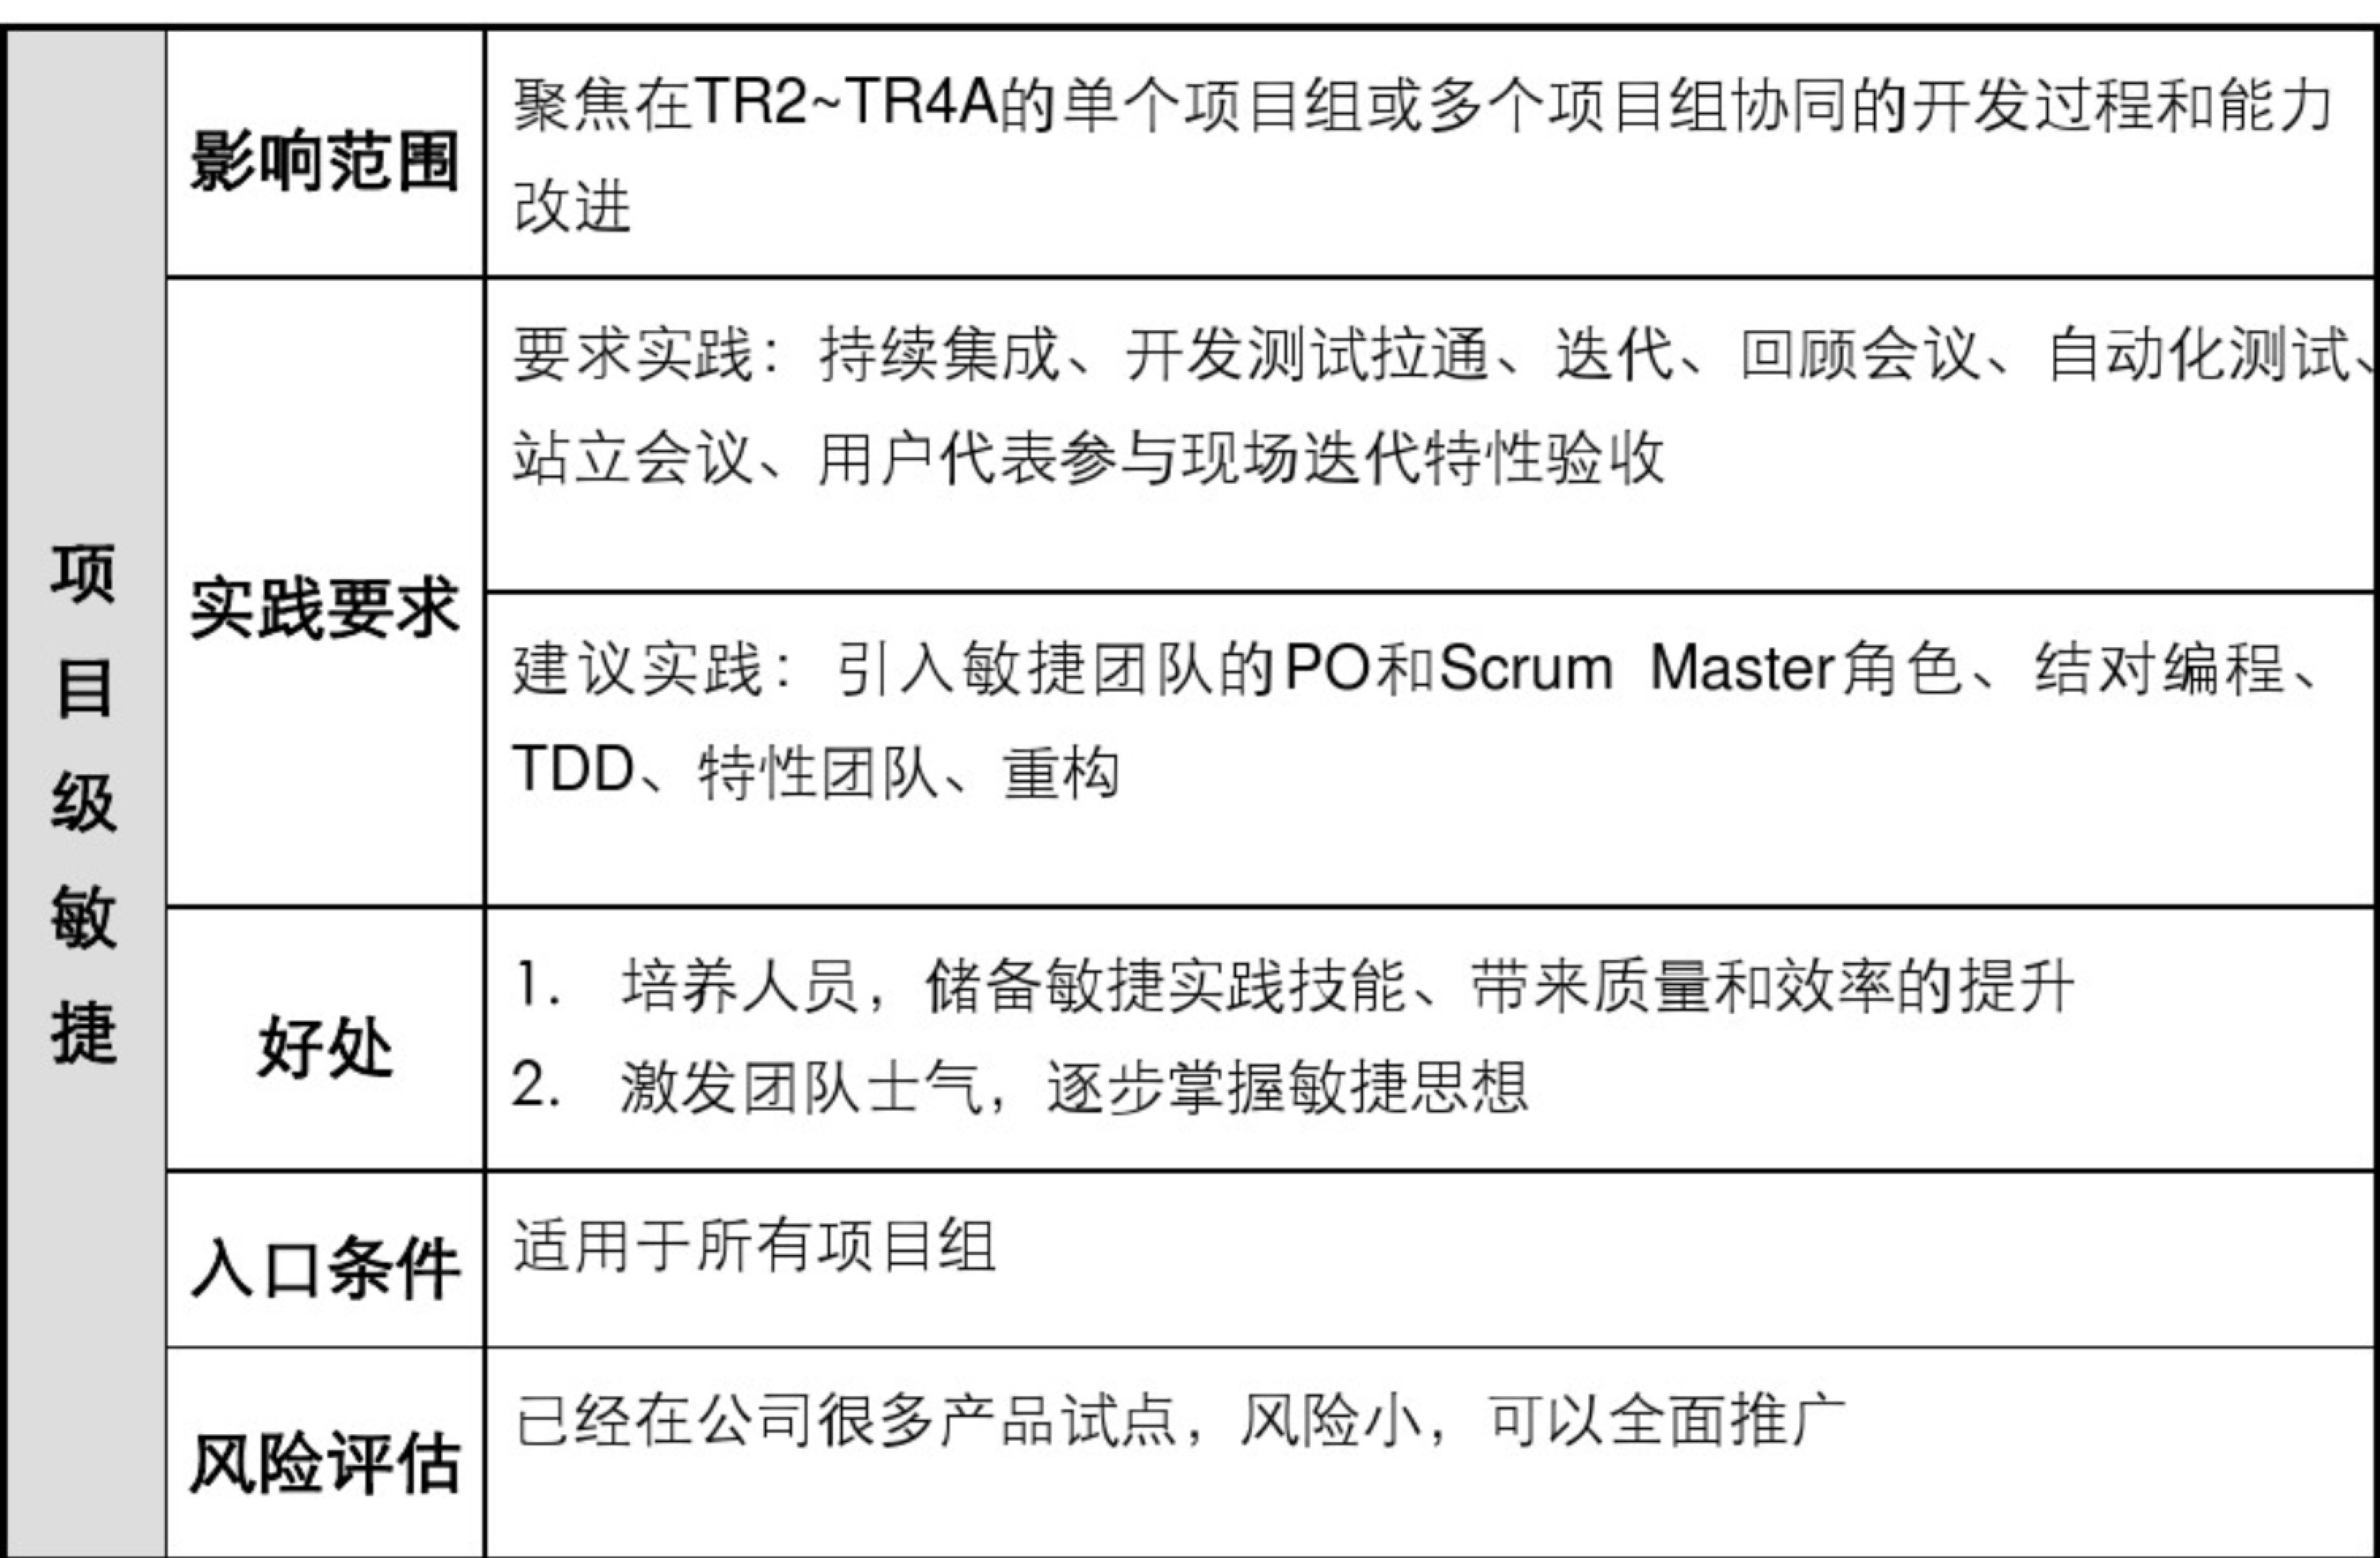 项目级敏捷
影响范围
聚焦在TR2~TR4A的单个项目组或多个项目组协同的开发过程和能力
改进
实践要求
要求实践：持续集成、开发测试拉通、迭代、回顾会议、自动化测试、
站立会议、用户代表参与现场迭代特性验收
建议实践：引入敏捷团队的PO和Scrum Master角色、结对编程、
TDD、特性团队、重构
好处
1. 培养人员，储备敏捷实践技能、带来质量和效率的提升
2. 激发团队士气，逐步掌握敏捷思想
入口条件
适用于所有项目组
风险评估
已经在公司很多产品试点，风险小，可以全面推广